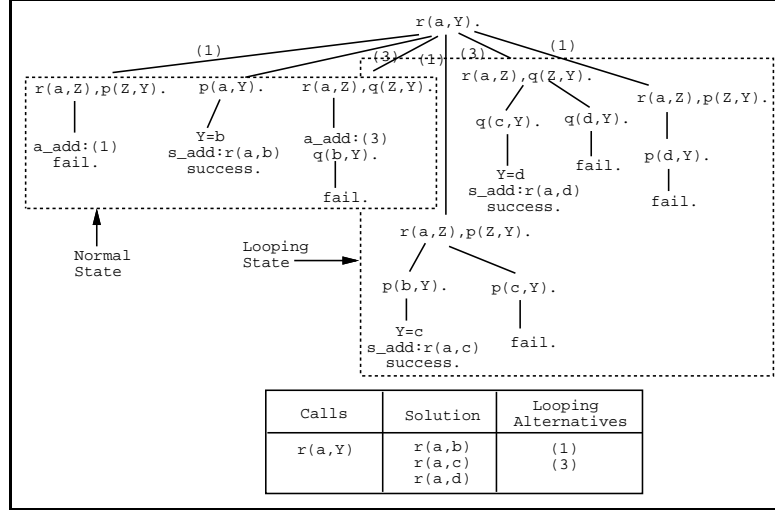 r(a,Y).
(1)
(3)
(1)
(3)
(1)
r(a,Z),p(Z,Y).
a_add:(1)
fail.
p(a,Y).
Y=b
s_add:r(a,b)
success.
r(a,Z),q(Z,Y).
a_add:(3)
q(b,Y).
fail.
r(a,Z),q(Z,Y).
q(c,Y).
Y=d
s_add:r(a,d)
success.
q(d,Y).
fail.
r(a,Z),p(Z,Y).
p(d,Y).
fail.
Normal
State
Looping
State
r(a,Z),p(Z,Y).
p(b,Y).
Y=c
s_add:r(a,c)
success.
p(c,Y).
fail.
Calls
Solution
Looping
Alternatives
r(a,Y)
r(a,b)
r(a,c)
r(a,d)
(1)
(3)